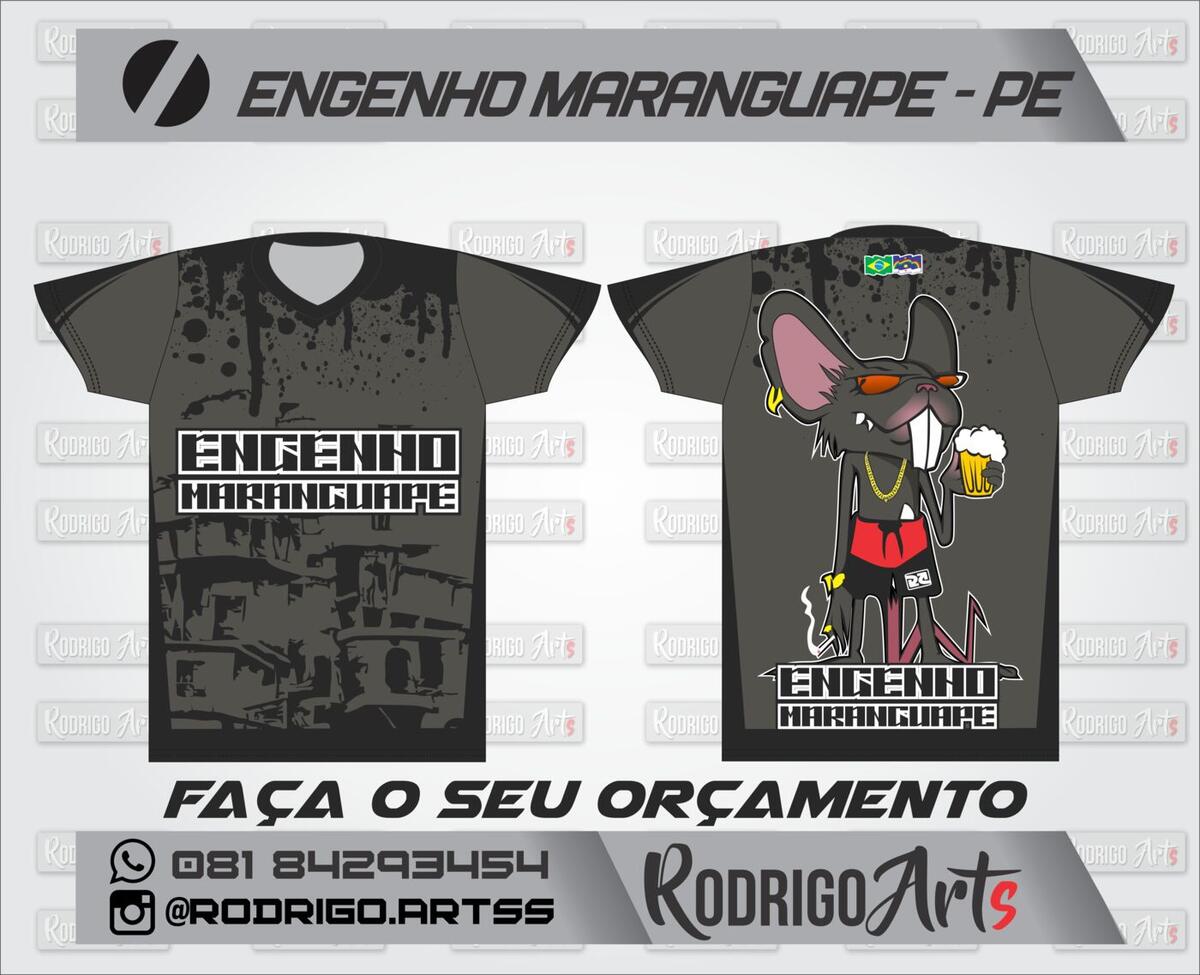 ENGENHO MARANGUAPE - PE
ENGENHO
MARANGUAPE
ENGENHO
MARANGUAPE
FAÇA O SEU ORÇAMENTO
081 84293454
@RODRIGO.ARTSS
RODRIGO ARTS